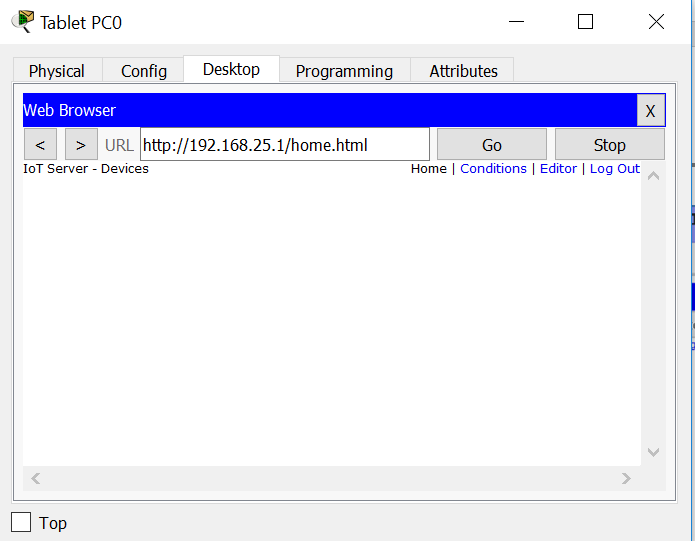 Tablet PC0
Physical Config Desktop Programming Attributes
Web Browser X
< > URL http://192.168.25.1/home.html Go Stop
IoT Server - Devices Home | Conditions | Editor | Log Out
Top